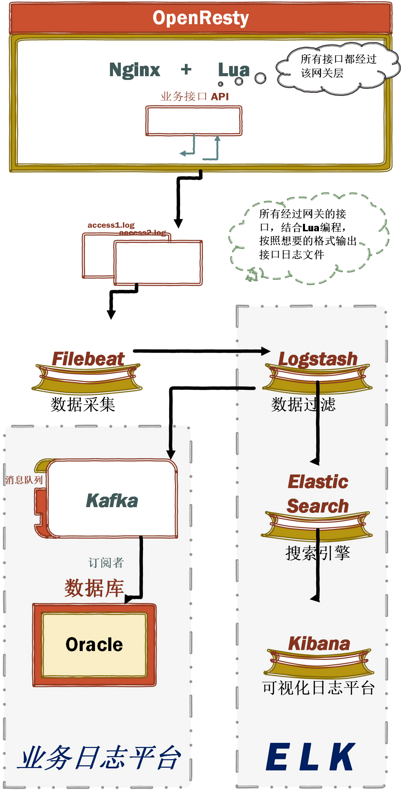 OpenResty
Nginx + Lua
所有接口都经过
该网关层
业务接口 API
access1.log
access2.log
所有经过网关的接
口，结合Lua编程，
按照想要的格式输出
接口日志文件
Filebeat
数据采集
Logstash
数据过滤
消息队列
Kafka
订阅者
数据库
Oracle
业务日志平台
Elastic
Search
搜索引擎
Kibana
可视化日志平台
ELK